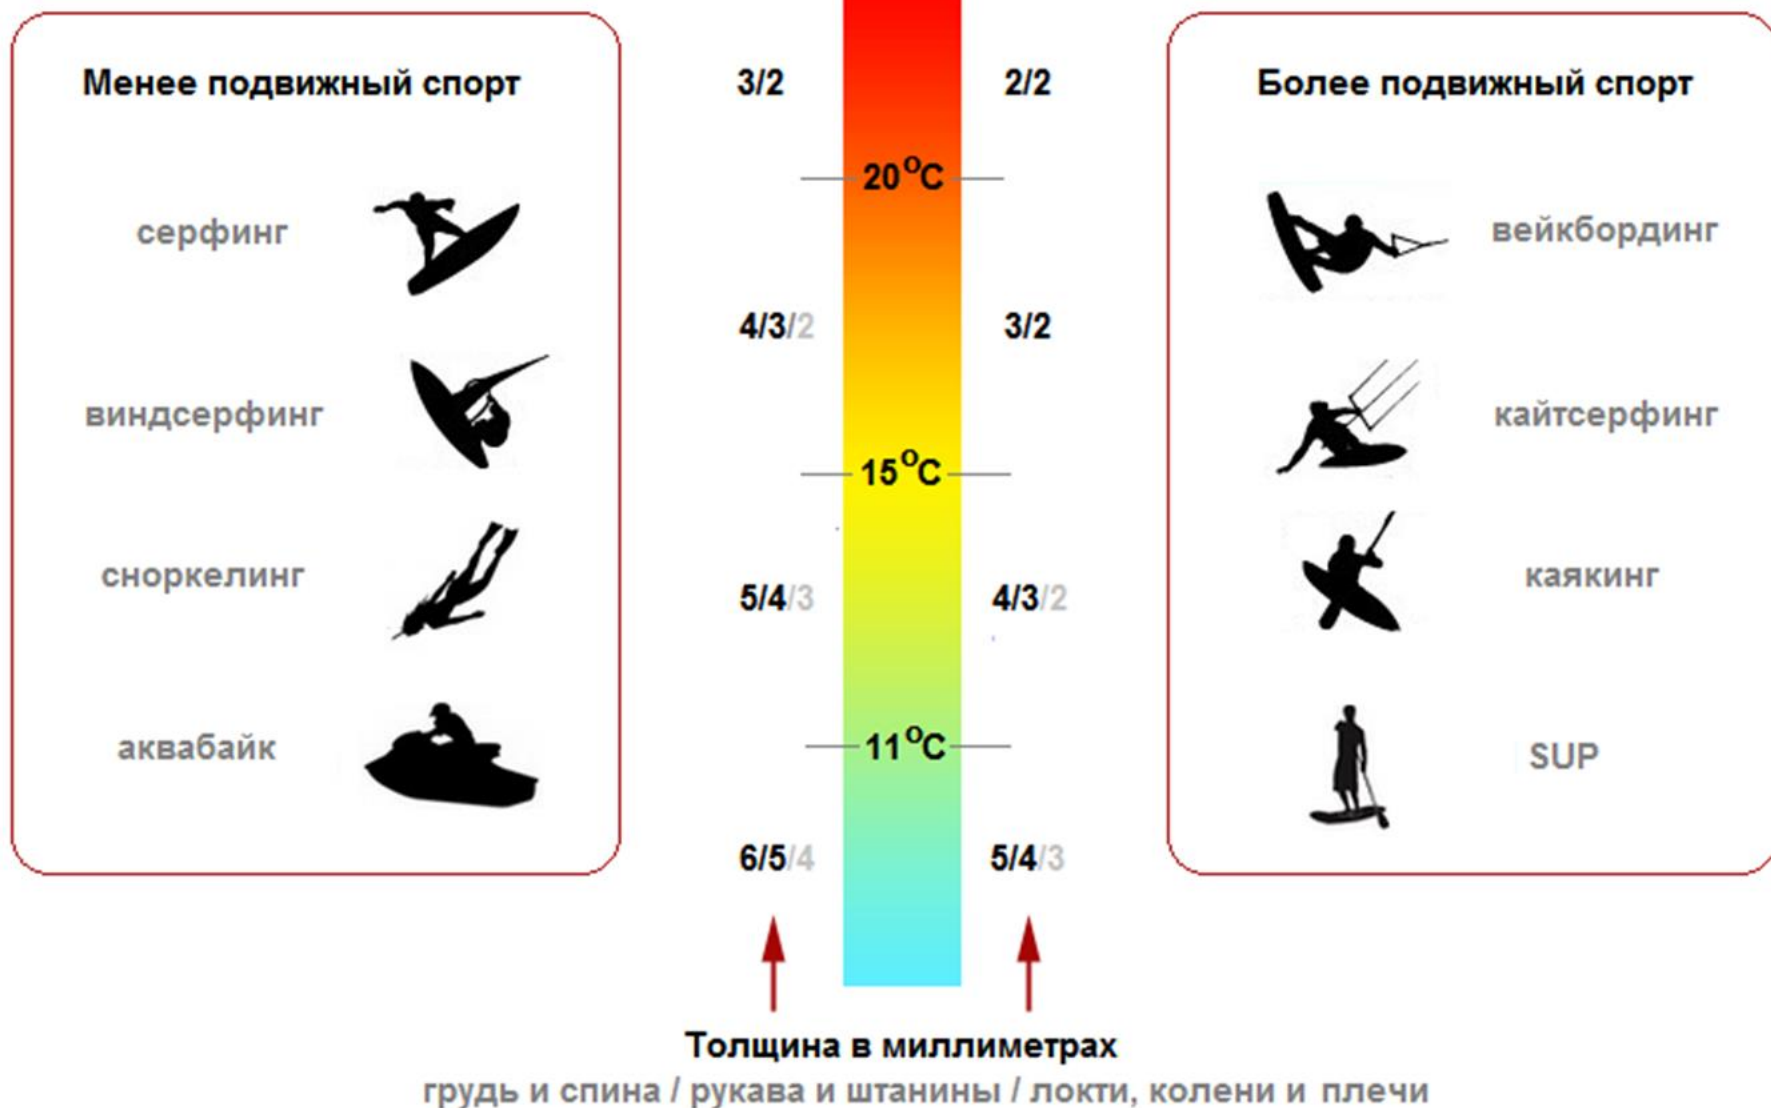 Менее подвижный спорт
серфинг
виндсерфинг
сноркелинг
аквабайк
3/2
2/2
20°C
4/3/2
3/2
15°C
5/4/3
4/3/2
11°C
6/5/4
5/4/3
Более подвижный спорт
вейкбординг
кайтсерфинг
каякинг
SUP
Толщина в миллиметрах
грудь и спина / рукава и штанины / локти, колени и плечи